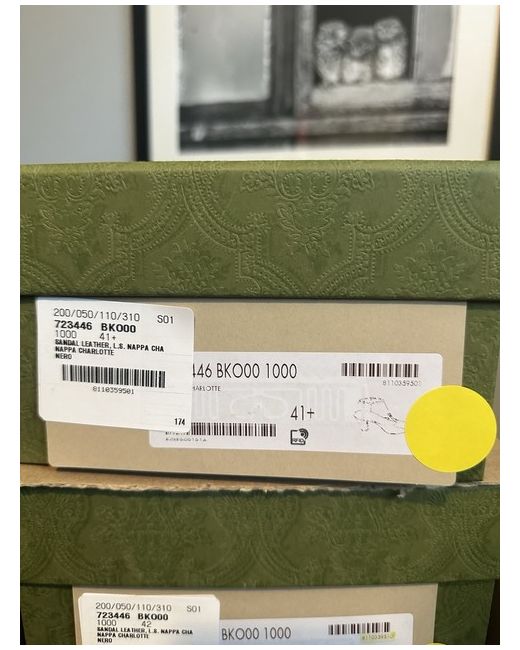 200/050/110/310 S01
723446 BKO00
1000 41+
SANDAL LEATHER, L.S. NAPPA CHA
NAPPA CHARLOTTE
NERO
8110359501
174
446 BKO00 1000
CHARLOTTE
8110359501
41+
RFID
200/050/110/310 S01
723446 BKO00
1000 42
SANDAL LEATHER, L.S. NAPPA CHA
NAPPA CHARLOTTE
NERO
BKO00 1000